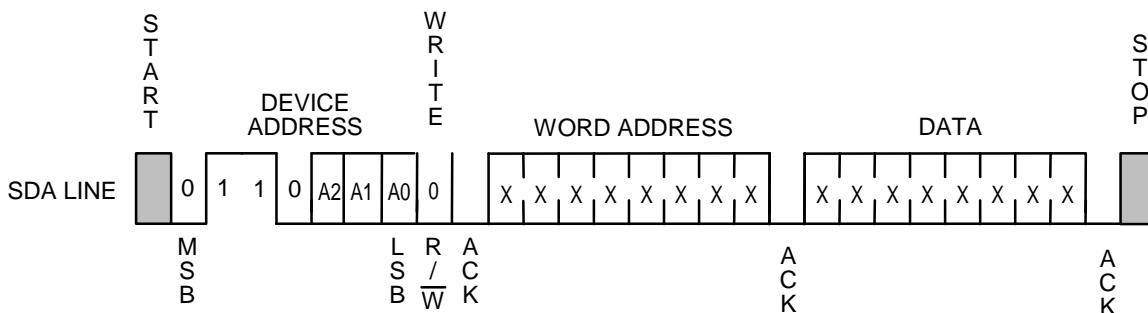 START
WRITE
STOP
DEVICE
ADDRESS
WORD ADDRESS
DATA
SDA LINE
0 1 1 0 A2 A1 A0 0 X X X X X X X X X X X X X X X X
MSB
LSB
R/W
ACK
ACK
ACK